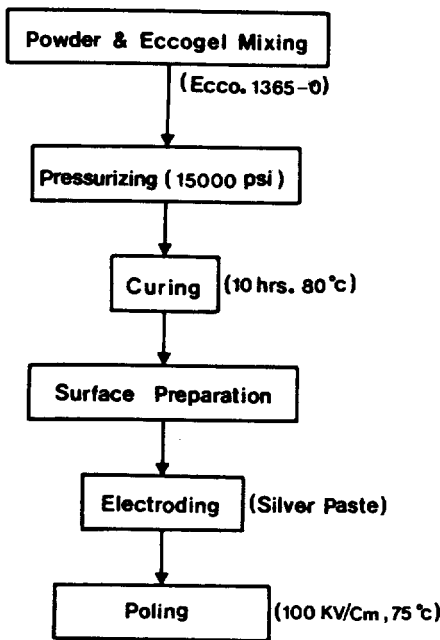 Powder & Eccogel Mixing
(Ecco. 1365-0)
Pressurizing (15000 psi)
Curing (10 hrs. 80°c)
Surface Preparation
Electroding (Silver Paste)
Poling (100 KV/Cm, 75°c)